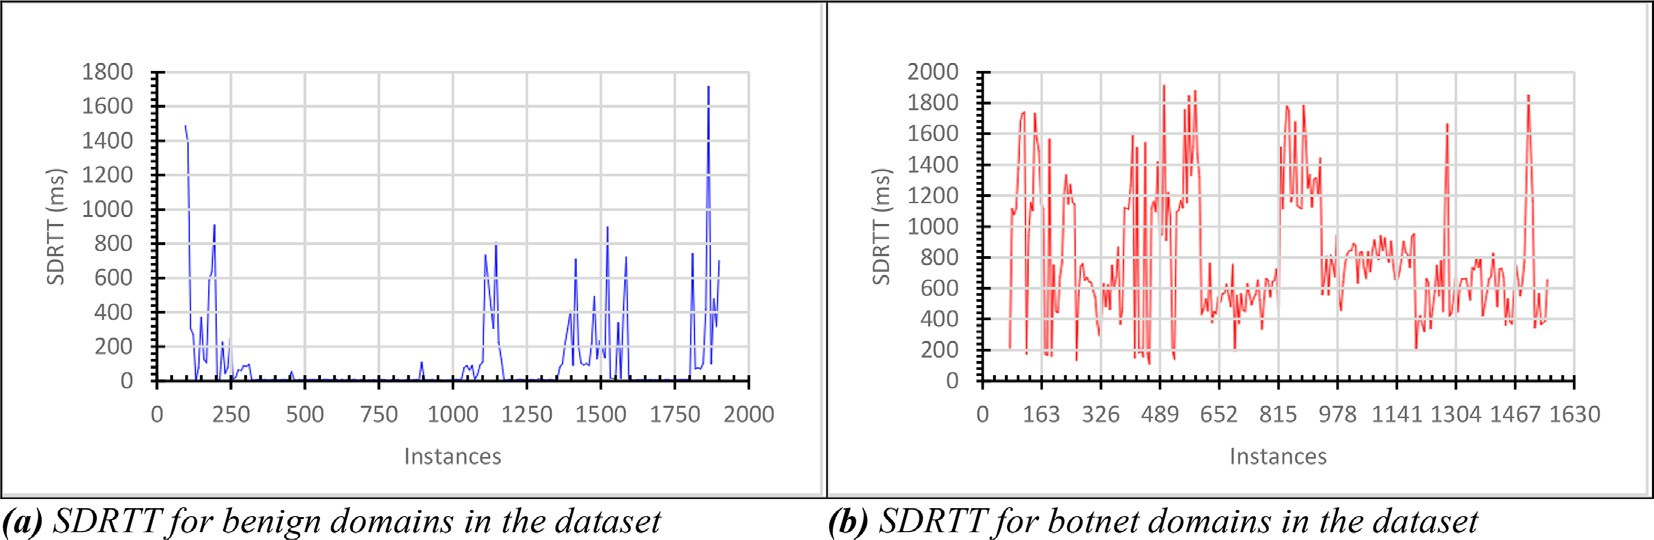 1800
1600
1400
1200
1000
800
600
400
200
0
SDRTT (ms)
0 250 500 750 1000 1250 1500 1750 2000
Instances
2000
1800
1600
1400
1200
1000
800
600
400
200
0
SDRTT (ms)
0 163 326 489 652 815 978 1141 1304 1467 1630
Instances
(a) SDRTT for benign domains in the dataset
(b) SDRTT for botnet domains in the dataset